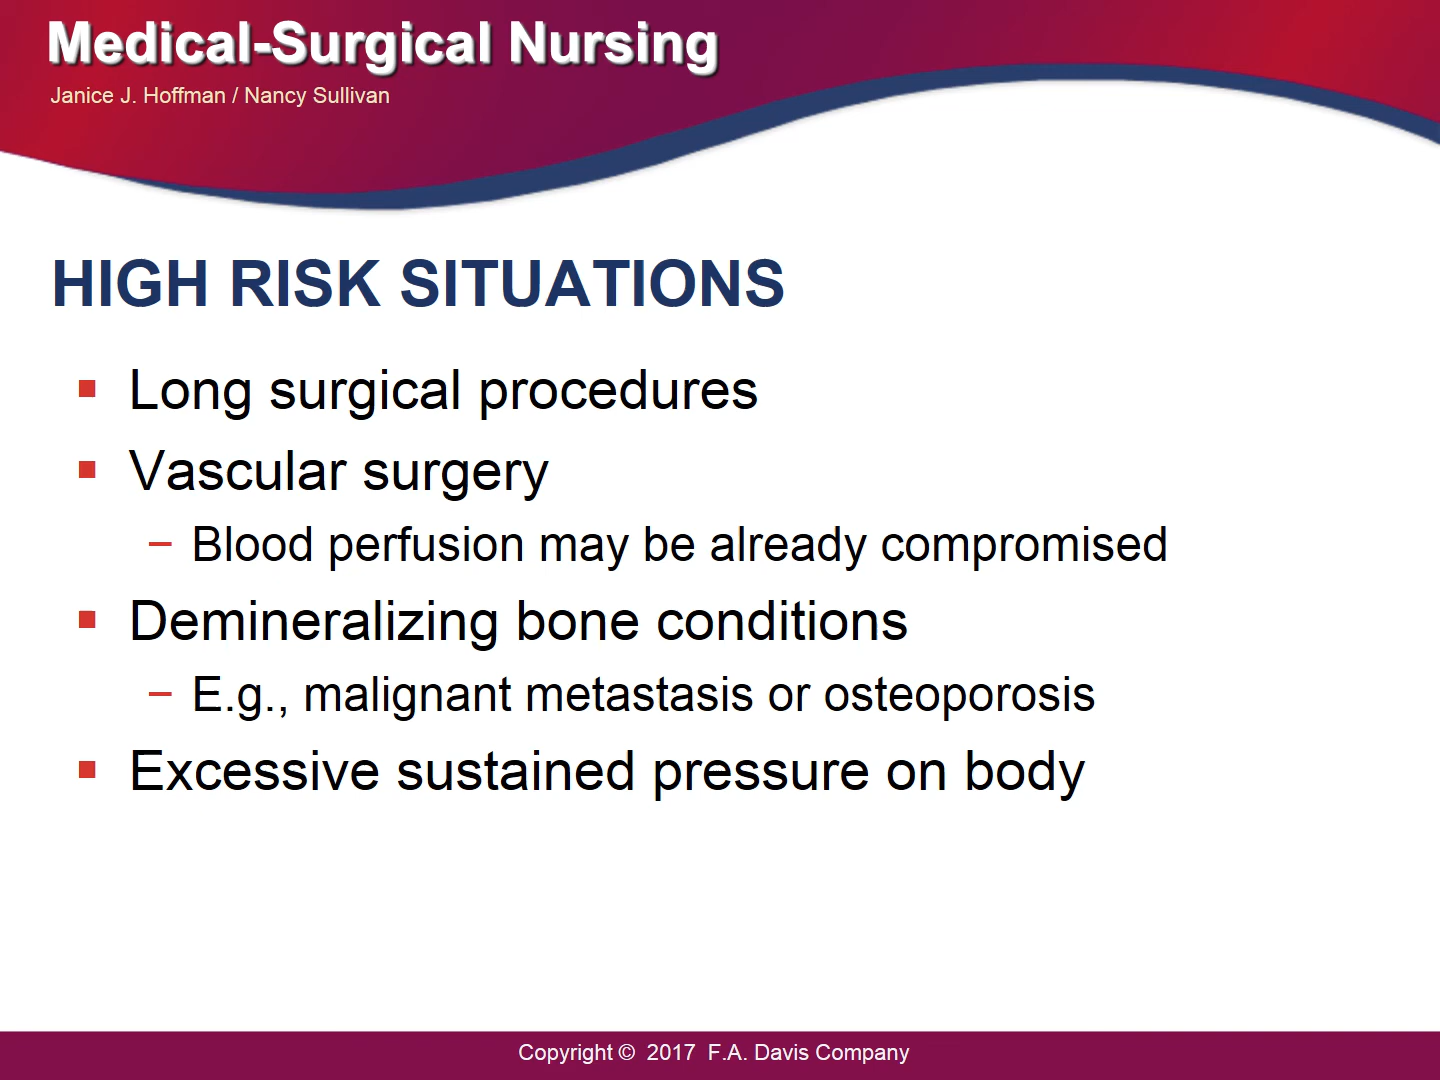 Medical-Surgical Nursing
Janice J. Hoffman / Nancy Sullivan
HIGH RISK SITUATIONS
Long surgical procedures
Vascular surgery
– Blood perfusion may be already compromised
Demineralizing bone conditions
– E.g., malignant metastasis or osteoporosis
Excessive sustained pressure on body
Copyright © 2017 F.A. Davis Company